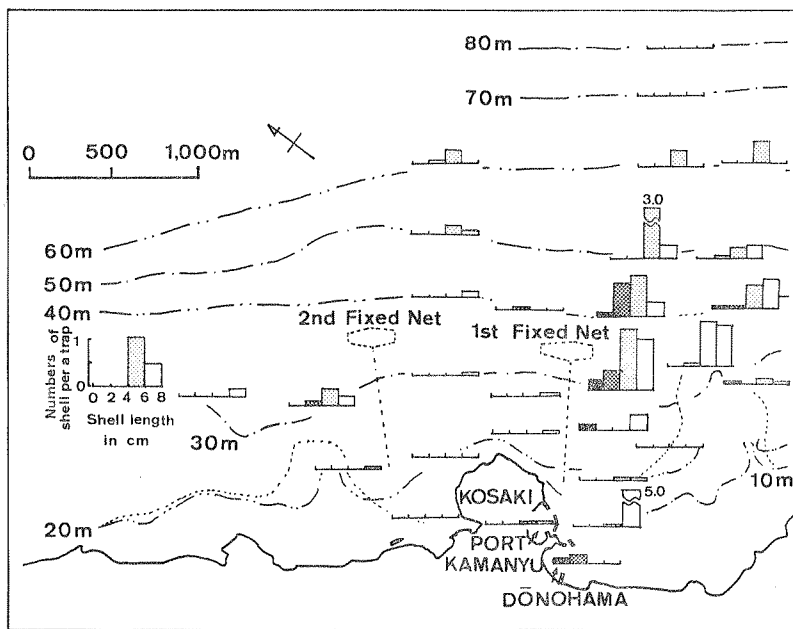 80m
70m
0 500 1,000m
60m
3.0
50m
40m
2nd Fixed Net
1st Fixed Net
Numbers of
shell per a trap
1
0
0 2 4 6 8
Shell length
in cm
30m
10m
5.0
KOSAKI
20m
PORT
KAMANYU
DŌNOHAMA